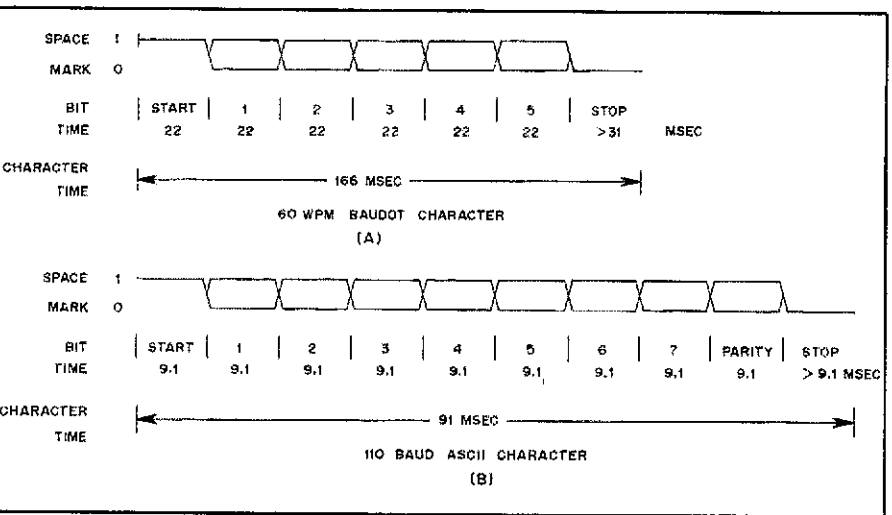 SPACE 1
MARK 0
BIT START 1 2 3 4 5 STOP
TIME 22 22 22 22 22 22 >31 MSEC
CHARACTER
TIME
166 MSEC
60 WPM BAUDOT CHARACTER
(A)
SPACE 1
MARK 0
BIT START 1 2 3 4 5 6 7 PARITY STOP
TIME 9.1 9.1 9.1 9.1 9.1 9.1 9.1 9.1 9.1 > 9.1 MSEC
CHARACTER
TIME
91 MSEC
110 BAUD ASCII CHARACTER
(B)